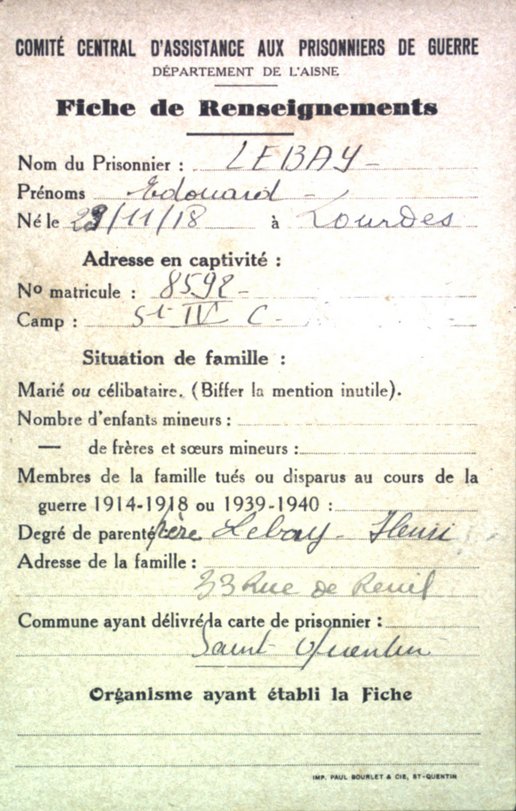 COMITÉ CENTRAL D'ASSISTANCE AUX PRISONNIERS DE GUERRE
DÉPARTEMENT DE L'AISNE
Fiche de Renseignements
Nom du Prisonnier : LEBAY -
Prénoms Edouard -
Né le 29/11/18 à Lourdes
Adresse en captivité :
No matricule : 8592 -
Camp : St IV C -
Situation de famille :
Marié ou célibataire. (Biffer la mention inutile).
Nombre d'enfants mineurs :
— de frères et sœurs mineurs :
Membres de la famille tués ou disparus au cours de la
guerre 1914-1918 ou 1939-1940 :
Degré de parenté père Lebay - Henri
Adresse de la famille :
33 Rue de
Commune ayant délivré la carte de prisonnier :
Saint Quentin
Organisme ayant établi la Fiche
IMP. PAUL BOURLET & CIE, ST-QUENTIN